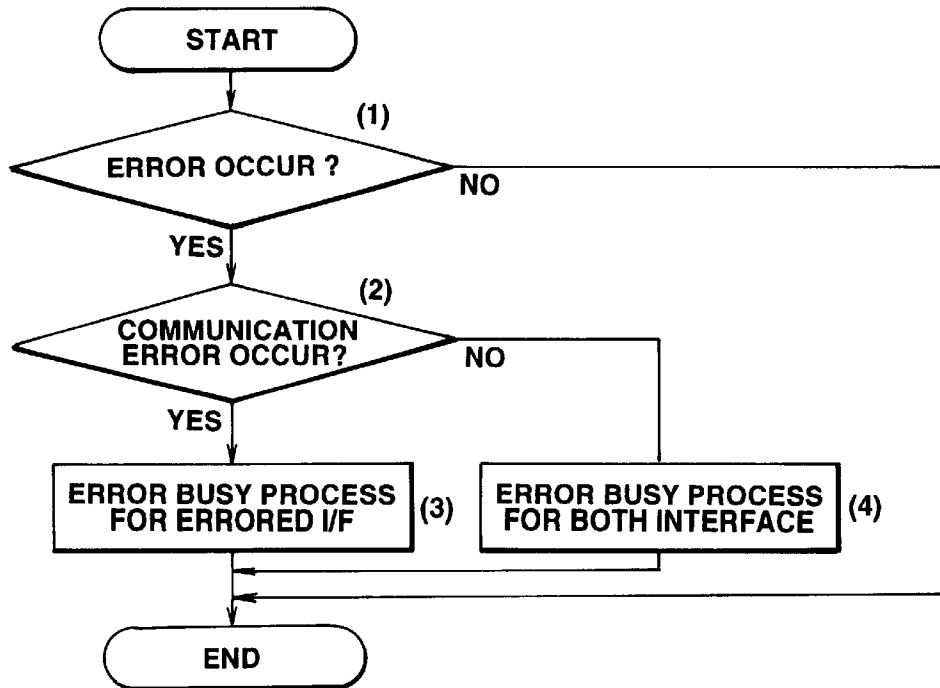 START
(1)
ERROR OCCUR ?
NO
YES
(2)
COMMUNICATION
ERROR OCCUR?
NO
YES
ERROR BUSY PROCESS
FOR ERRORED I/F
(3)
ERROR BUSY PROCESS
FOR BOTH INTERFACE
(4)
END